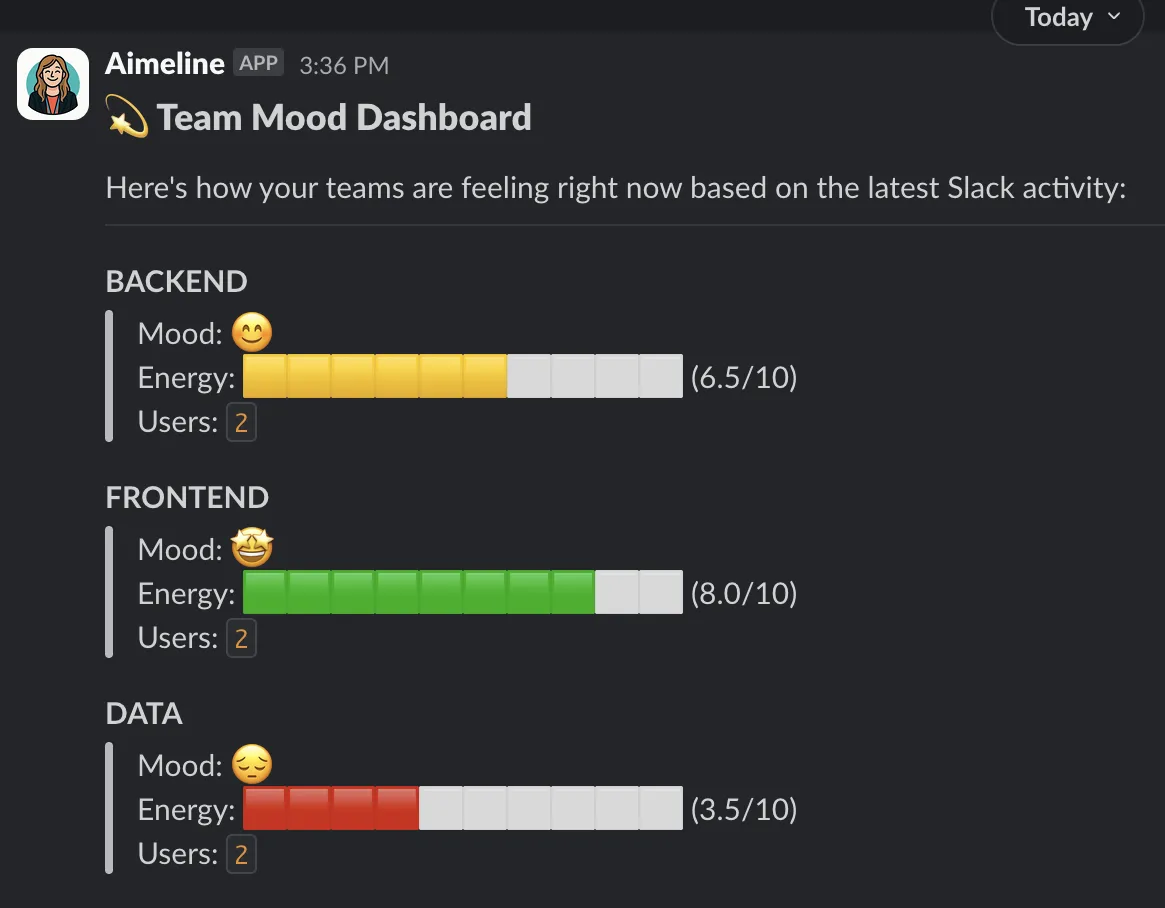 Today
Aimeline APP 3:36 PM
💫 Team Mood Dashboard
Here's how your teams are feeling right now based on the latest Slack activity:
BACKEND
Mood: 😊
Energy: 🟨🟨🟨🟨🟨🟨⬜⬜⬜⬜ (6.5/10)
Users: 2
FRONTEND
Mood: 🤩
Energy: 🟩🟩🟩🟩🟩🟩🟩🟩⬜⬜ (8.0/10)
Users: 2
DATA
Mood: 😔
Energy: 🟥🟥🟥🟥⬜⬜⬜⬜⬜⬜ (3.5/10)
Users: 2